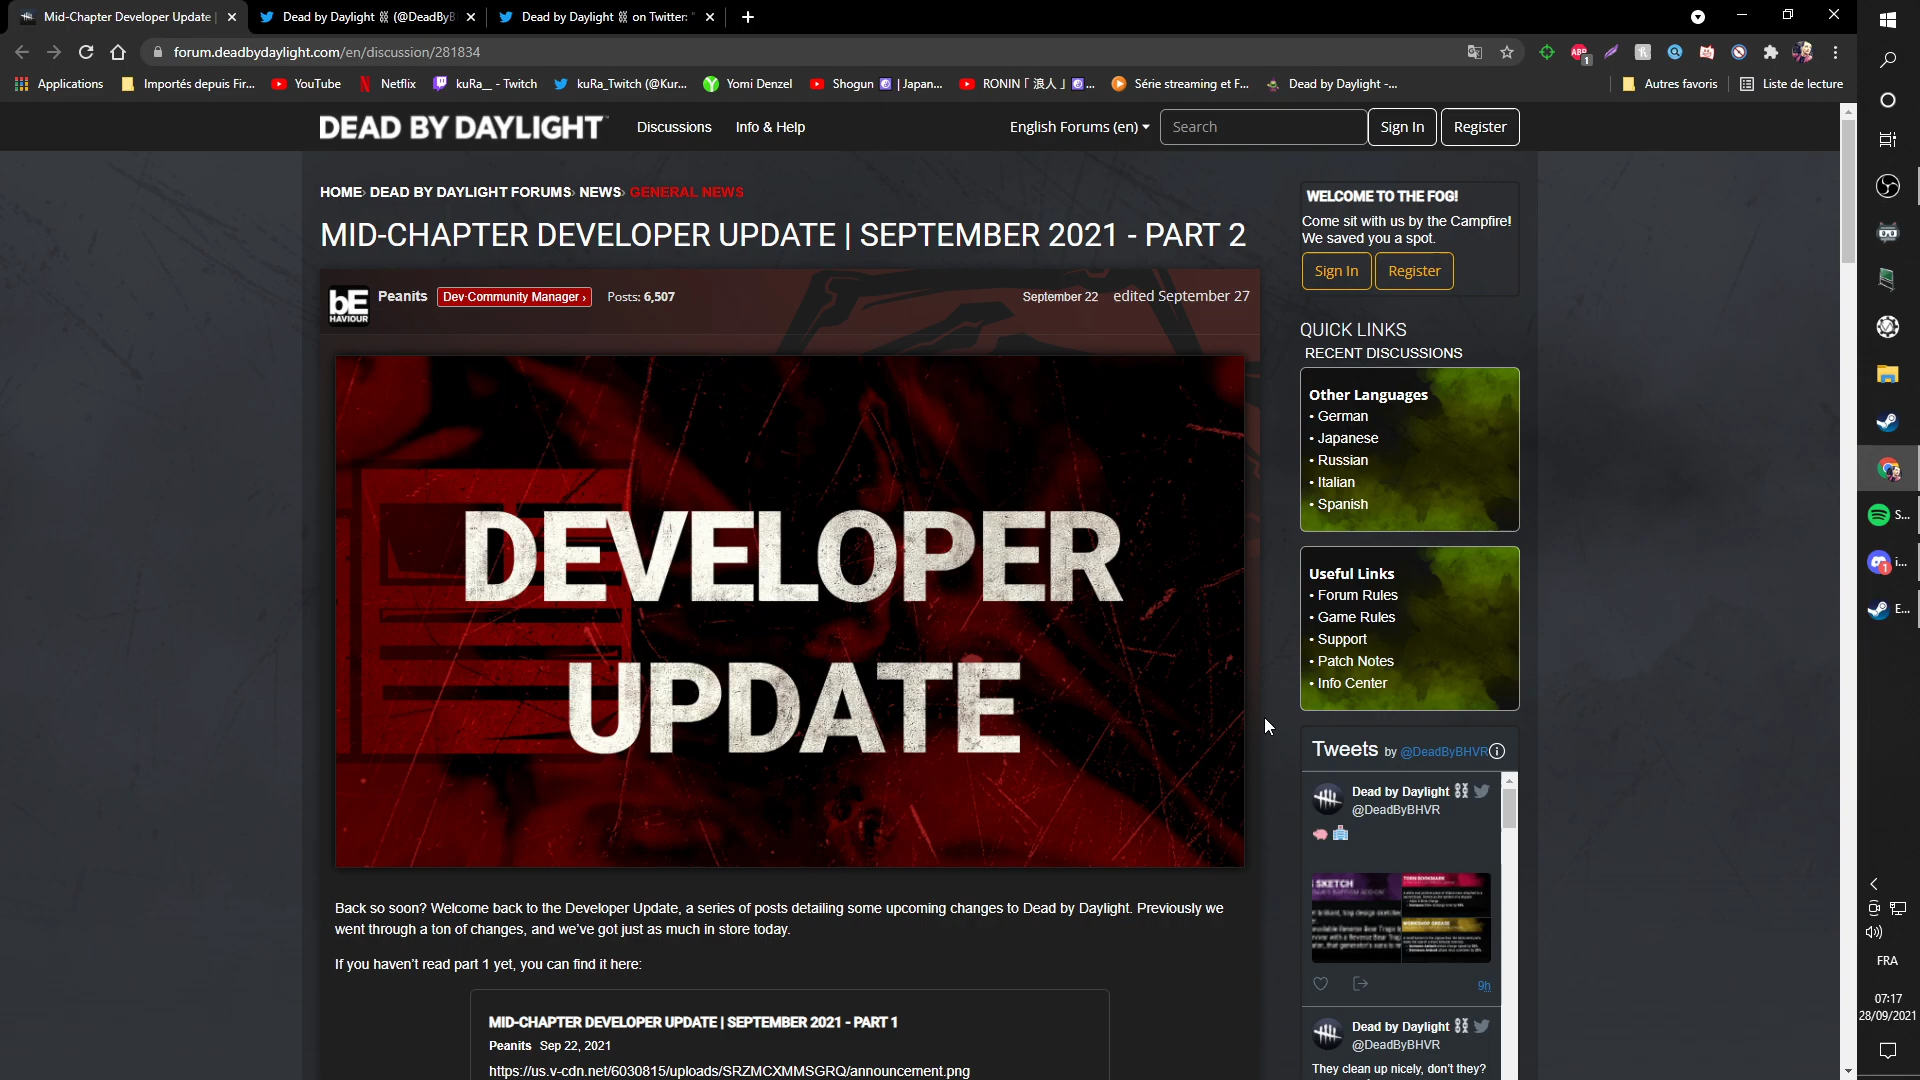 Mid-Chapter Developer Update |
Dead by Daylight ⛓ (@DeadByB
Dead by Daylight ⛓ on Twitter: "
forum.deadbydaylight.com/en/discussion/281834
Applications
Importés depuis Fir...
YouTube
Netflix
kuRa__ - Twitch
kuRa_Twitch (@Kur...
Yomi Denzel
Shogun | Japan...
RONIN「 浪人 」
Série streaming et F...
Dead by Daylight -...
Autres favoris
Liste de lecture
DEAD BY DAYLIGHT™
Discussions
Info & Help
English Forums (en)
Search
Sign In
Register
HOME› DEAD BY DAYLIGHT FORUMS› NEWS› GENERAL NEWS
MID-CHAPTER DEVELOPER UPDATE | SEPTEMBER 2021 - PART 2
bE
HAVIOUR
Peanits
Dev·Community Manager ›
Posts: 6,507
September 22
edited September 27
DEVELOPER
UPDATE
Back so soon? Welcome back to the Developer Update, a series of posts detailing some upcoming changes to Dead by Daylight. Previously we
went through a ton of changes, and we've got just as much in store today.
If you haven't read part 1 yet, you can find it here:
MID-CHAPTER DEVELOPER UPDATE | SEPTEMBER 2021 - PART 1
Peanits Sep 22, 2021
https://us.v-cdn.net/6030815/uploads/SRZMCXMMSGRQ/announcement.png
WELCOME TO THE FOG!
Come sit with us by the Campfire!
We saved you a spot.
Sign In
Register
QUICK LINKS
RECENT DISCUSSIONS
Other Languages
• German
• Japanese
• Russian
• Italian
• Spanish
Useful Links
• Forum Rules
• Game Rules
• Support
• Patch Notes
• Info Center
Tweets by @DeadByBHVR
Dead by Daylight ⛓
@DeadByBHVR
SKETCH
TORN BOOKMARK
WORKSHOP GREASE
9h
Dead by Daylight ⛓
@DeadByBHVR
They clean up nicely, don't they?
S...
1
i...
E...
FRA
07:17
28/09/2021